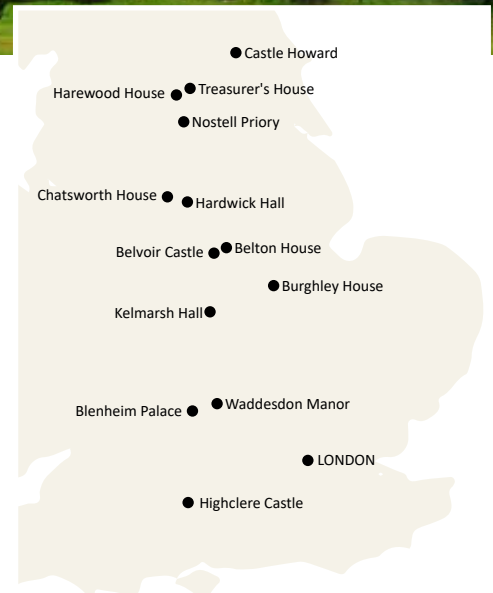 Castle Howard
Treasurer's House
Harewood House
Nostell Priory
Chatsworth House
Hardwick Hall
Belton House
Belvoir Castle
Burghley House
Kelmarsh Hall
Waddesdon Manor
Blenheim Palace
LONDON
Highclere Castle